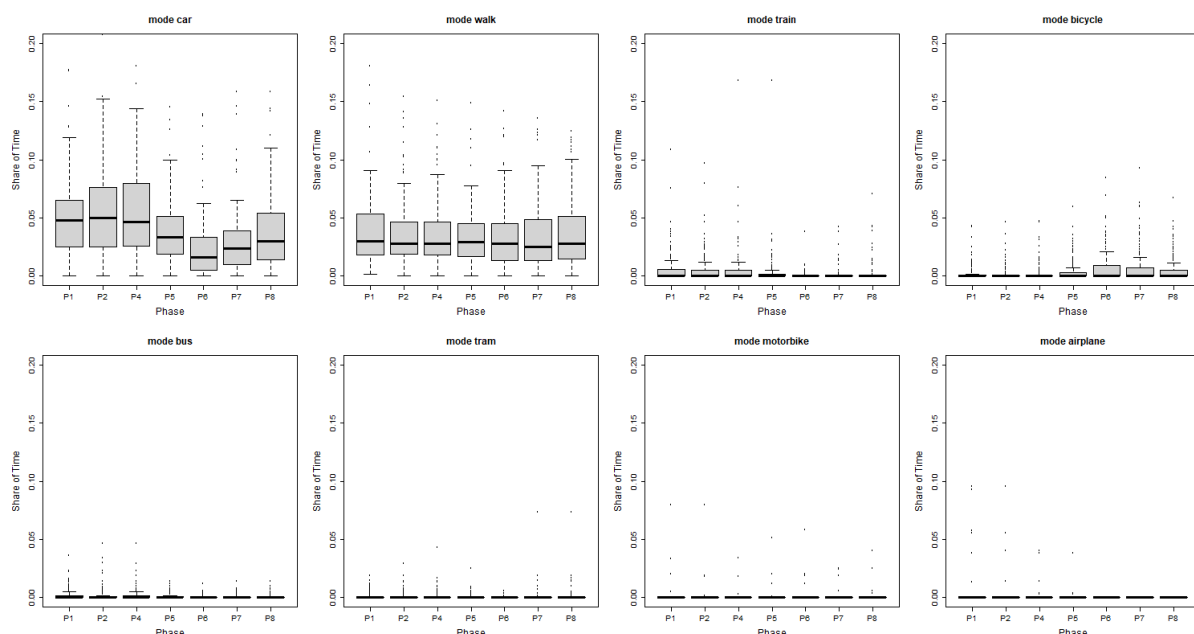 mode car
0.20
0.15
0.10
0.05
0.00
Share of Time
P1 P2 P4 P5 P6 P7 P8
Phase
mode walk
0.20
0.15
0.10
0.05
0.00
Share of Time
P1 P2 P4 P5 P6 P7 P8
Phase
mode train
0.20
0.15
0.10
0.05
0.00
Share of Time
P1 P2 P4 P5 P6 P7 P8
Phase
mode bicycle
0.20
0.15
0.10
0.05
0.00
Share of Time
P1 P2 P4 P5 P6 P7 P8
Phase
mode bus
0.20
0.15
0.10
0.05
0.00
Share of Time
P1 P2 P4 P5 P6 P7 P8
Phase
mode tram
0.20
0.15
0.10
0.05
0.00
Share of Time
P1 P2 P4 P5 P6 P7 P8
Phase
mode motorbike
0.20
0.15
0.10
0.05
0.00
Share of Time
P1 P2 P4 P5 P6 P7 P8
Phase
mode airplane
0.20
0.15
0.10
0.05
0.00
Share of Time
P1 P2 P4 P5 P6 P7 P8
Phase